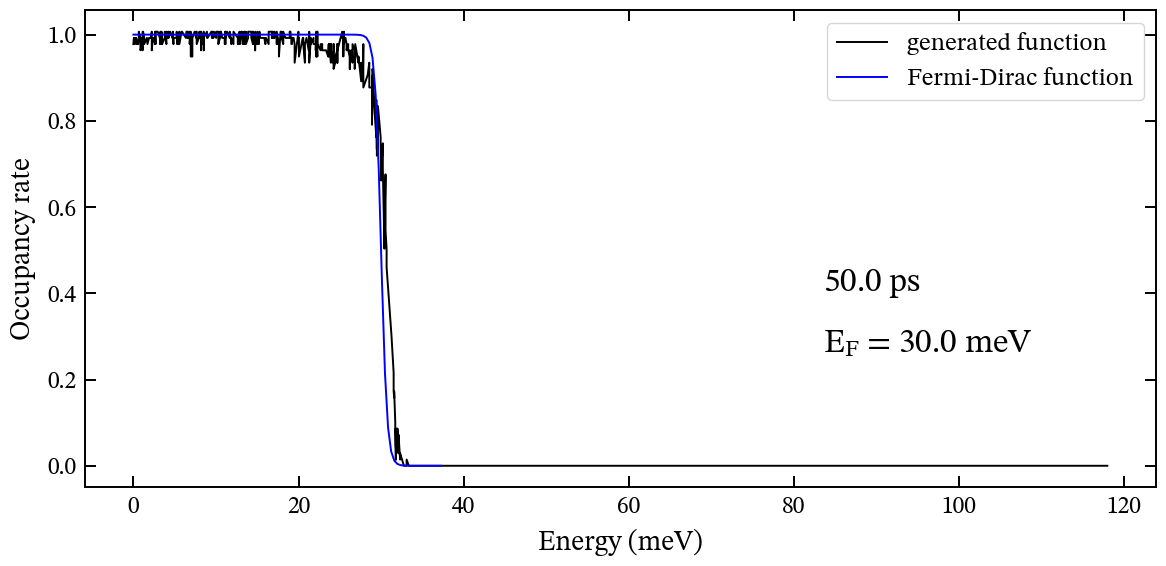 generated function
Fermi-Dirac function
1.0
0.8
0.6
0.4
0.2
0.0
Occupancy rate
50.0 ps
E_F = 30.0 meV
0 20 40 60 80 100 120
Energy (meV)